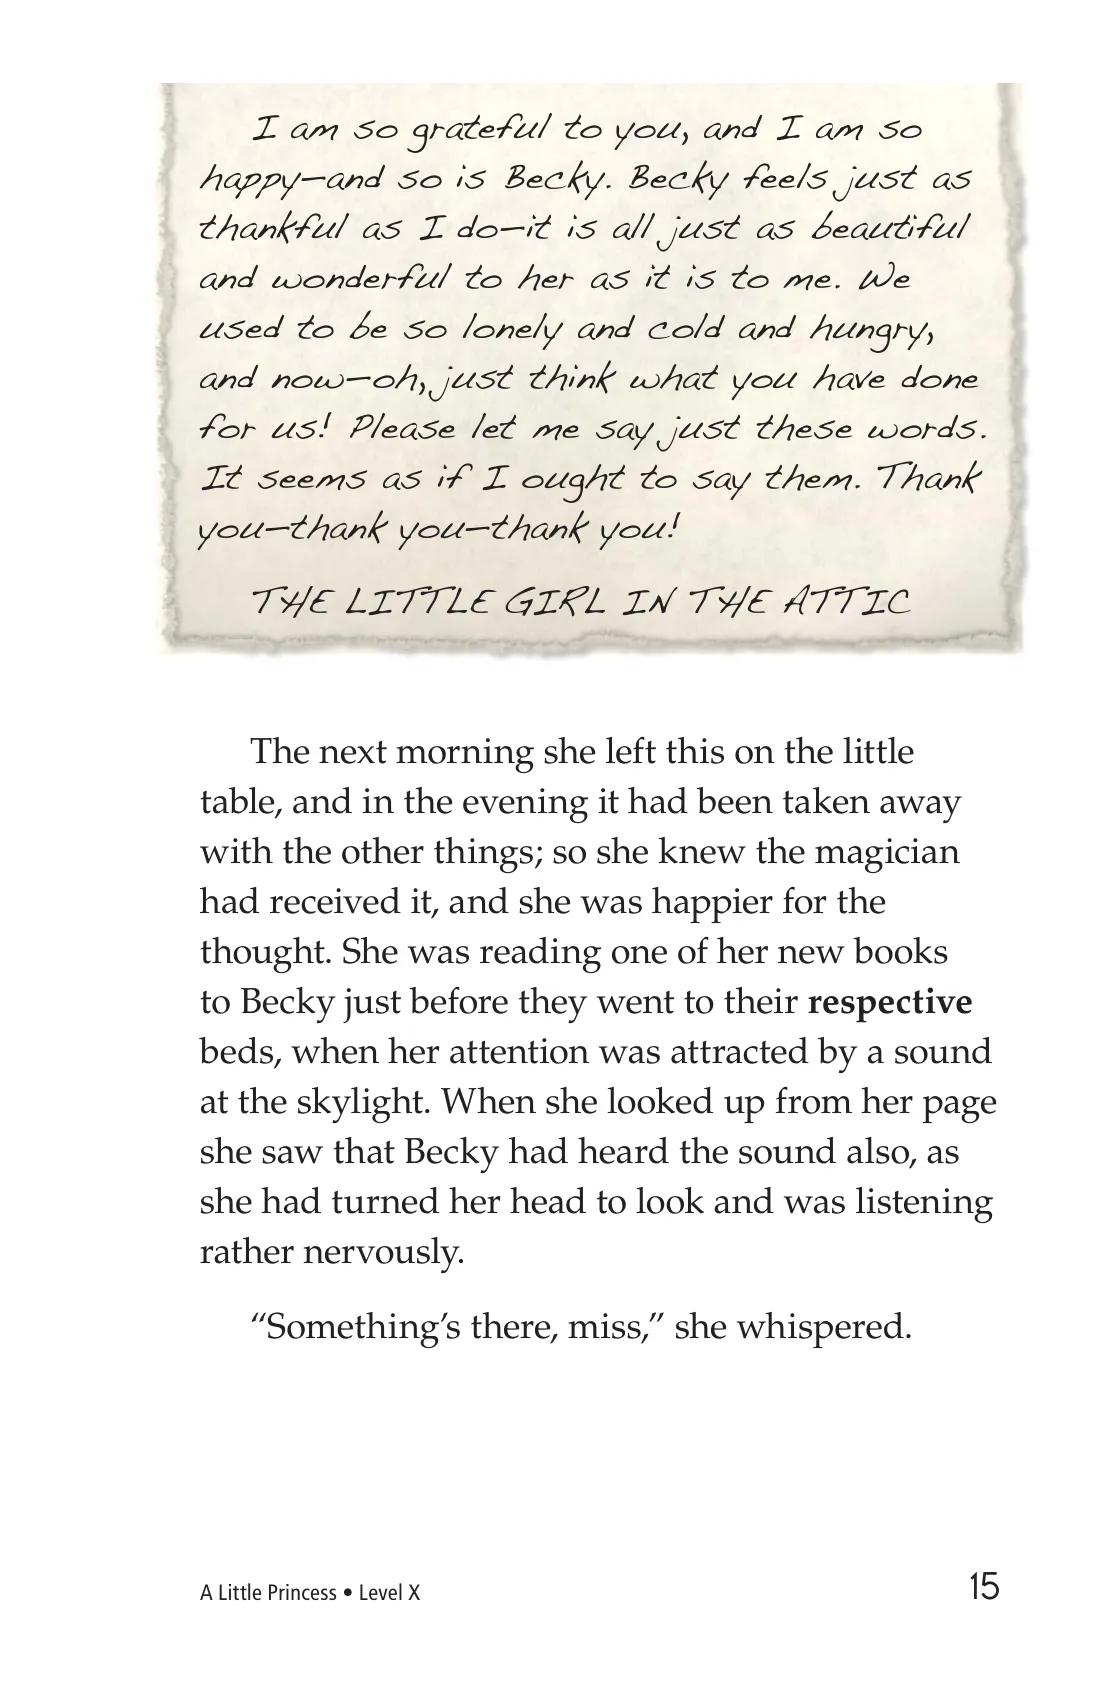 I am so grateful to you, and I am so
happy—and so is Becky. Becky feels just as
thankful as I do—it is all just as beautiful
and wonderful to her as it is to me. We
used to be so lonely and cold and hungry,
and now—oh, just think what you have done
for us! Please let me say just these words.
It seems as if I ought to say them. Thank
you—thank you—thank you!
THE LITTLE GIRL IN THE ATTIC
The next morning she left this on the little
table, and in the evening it had been taken away
with the other things; so she knew the magician
had received it, and she was happier for the
thought. She was reading one of her new books
to Becky just before they went to their respective
beds, when her attention was attracted by a sound
at the skylight. When she looked up from her page
she saw that Becky had heard the sound also, as
she had turned her head to look and was listening
rather nervously.
“Something’s there, miss,” she whispered.
A Little Princess • Level X
15